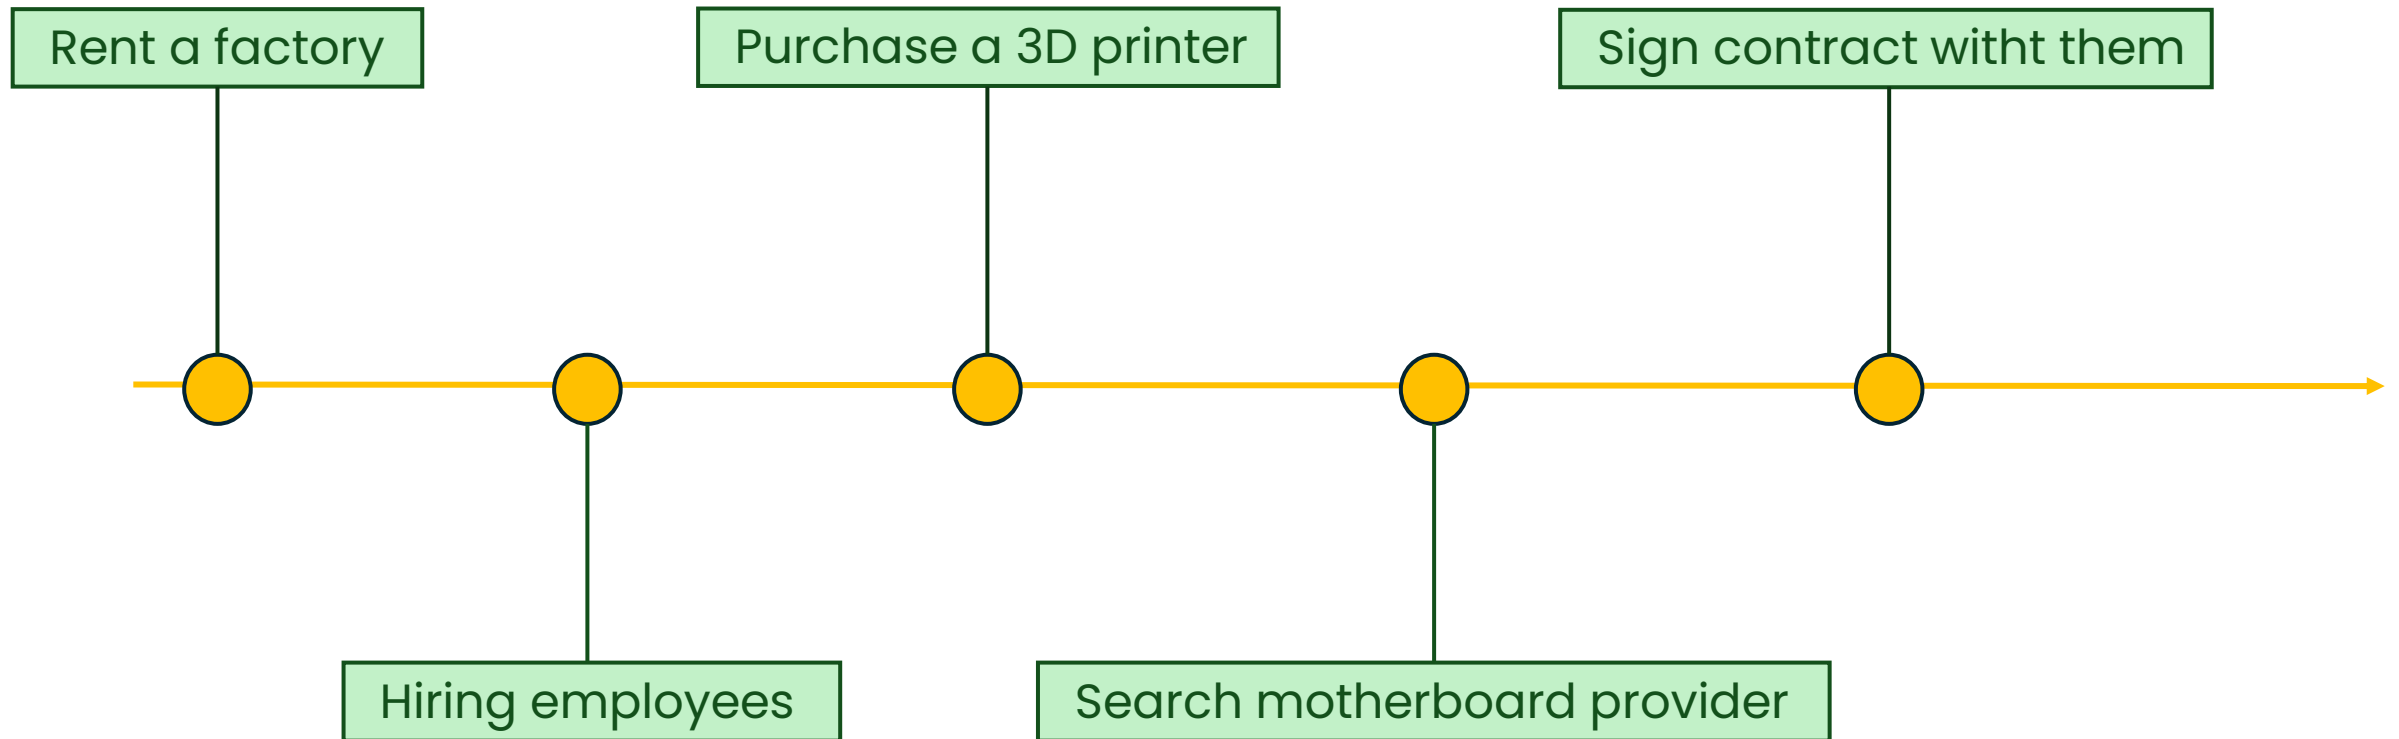 Rent a factory
Purchase a 3D printer
Sign contract witht them
Hiring employees
Search motherboard provider